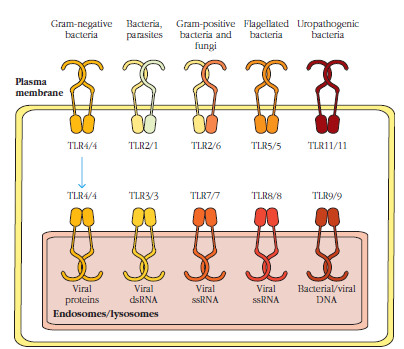 Gram-negative bacteria
Bacteria, parasites
Gram-positive bacteria and fungi
Flagellated bacteria
Uropathogenic bacteria
Plasma membrane
TLR4/4 TLR2/1 TLR2/6 TLR5/5 TLR11/11
TLR4/4 TLR3/3 TLR7/7 TLR8/8 TLR9/9
Viral proteins
Viral dsRNA
Viral ssRNA
Viral ssRNA
Bacterial/viral DNA
Endosomes/lysosomes